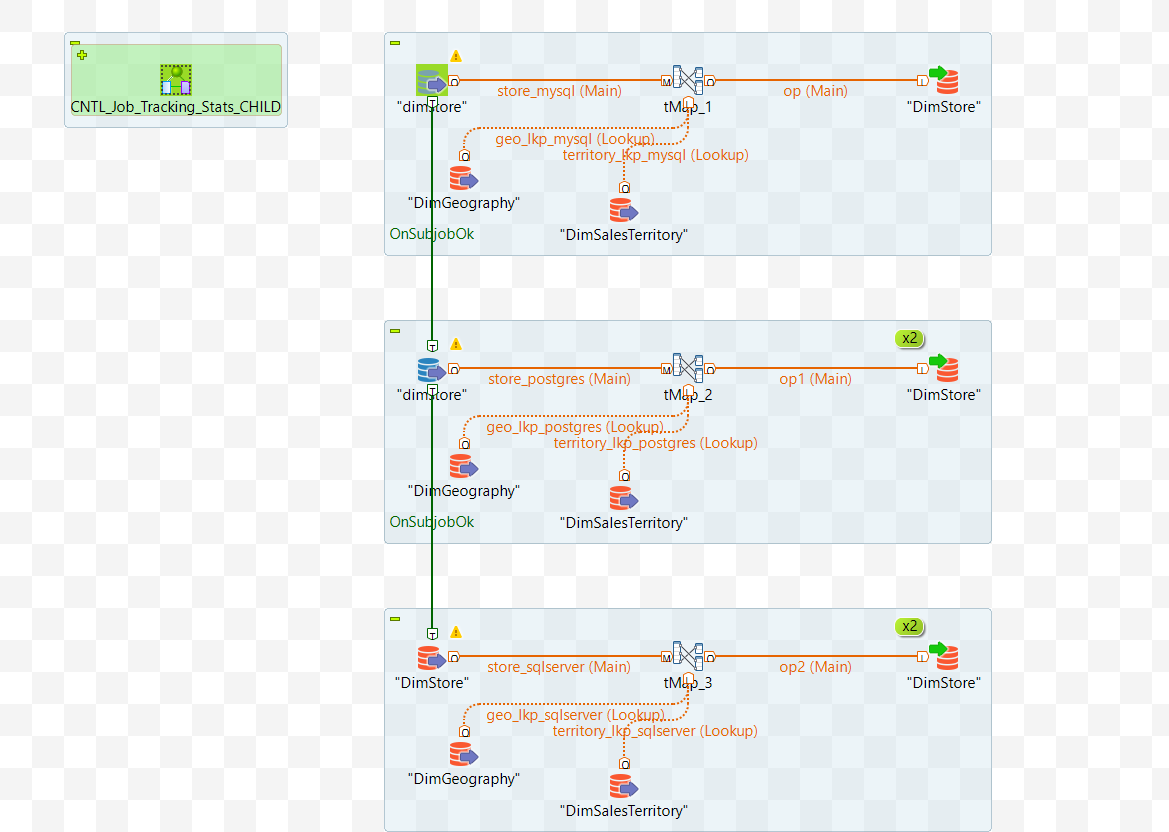 CNTL_Job_Tracking_Stats_CHILD
store_mysql (Main)
op (Main)
"dimstore"
tMap_1
"DimStore"
geo_lkp_mysql (Lookup)
territory_lkp_mysql (Lookup)
"DimGeography"
OnSubjobOk
"DimSalesTerritory"
x2
store_postgres (Main)
op1 (Main)
"dimstore"
tMap_2
"DimStore"
geo_lkp_postgres (Lookup)
territory_lkp_postgres (Lookup)
"DimGeography"
OnSubjobOk
"DimSalesTerritory"
x2
store_sqlserver (Main)
op2 (Main)
"DimStore"
tMap_3
"DimStore"
geo_lkp_sqlserver (Lookup)
territory_lkp_sqlserver (Lookup)
"DimGeography"
"DimSalesTerritory"